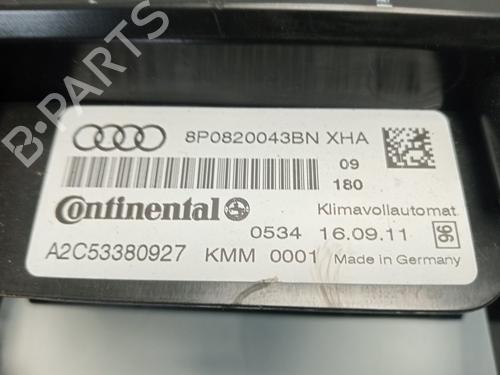 8P0820043BN XHA
09
180
Continental
Klimavollautomat
0534 16.09.11
96
A2C53380927 KMM 0001 Made in Germany
B-PARTS